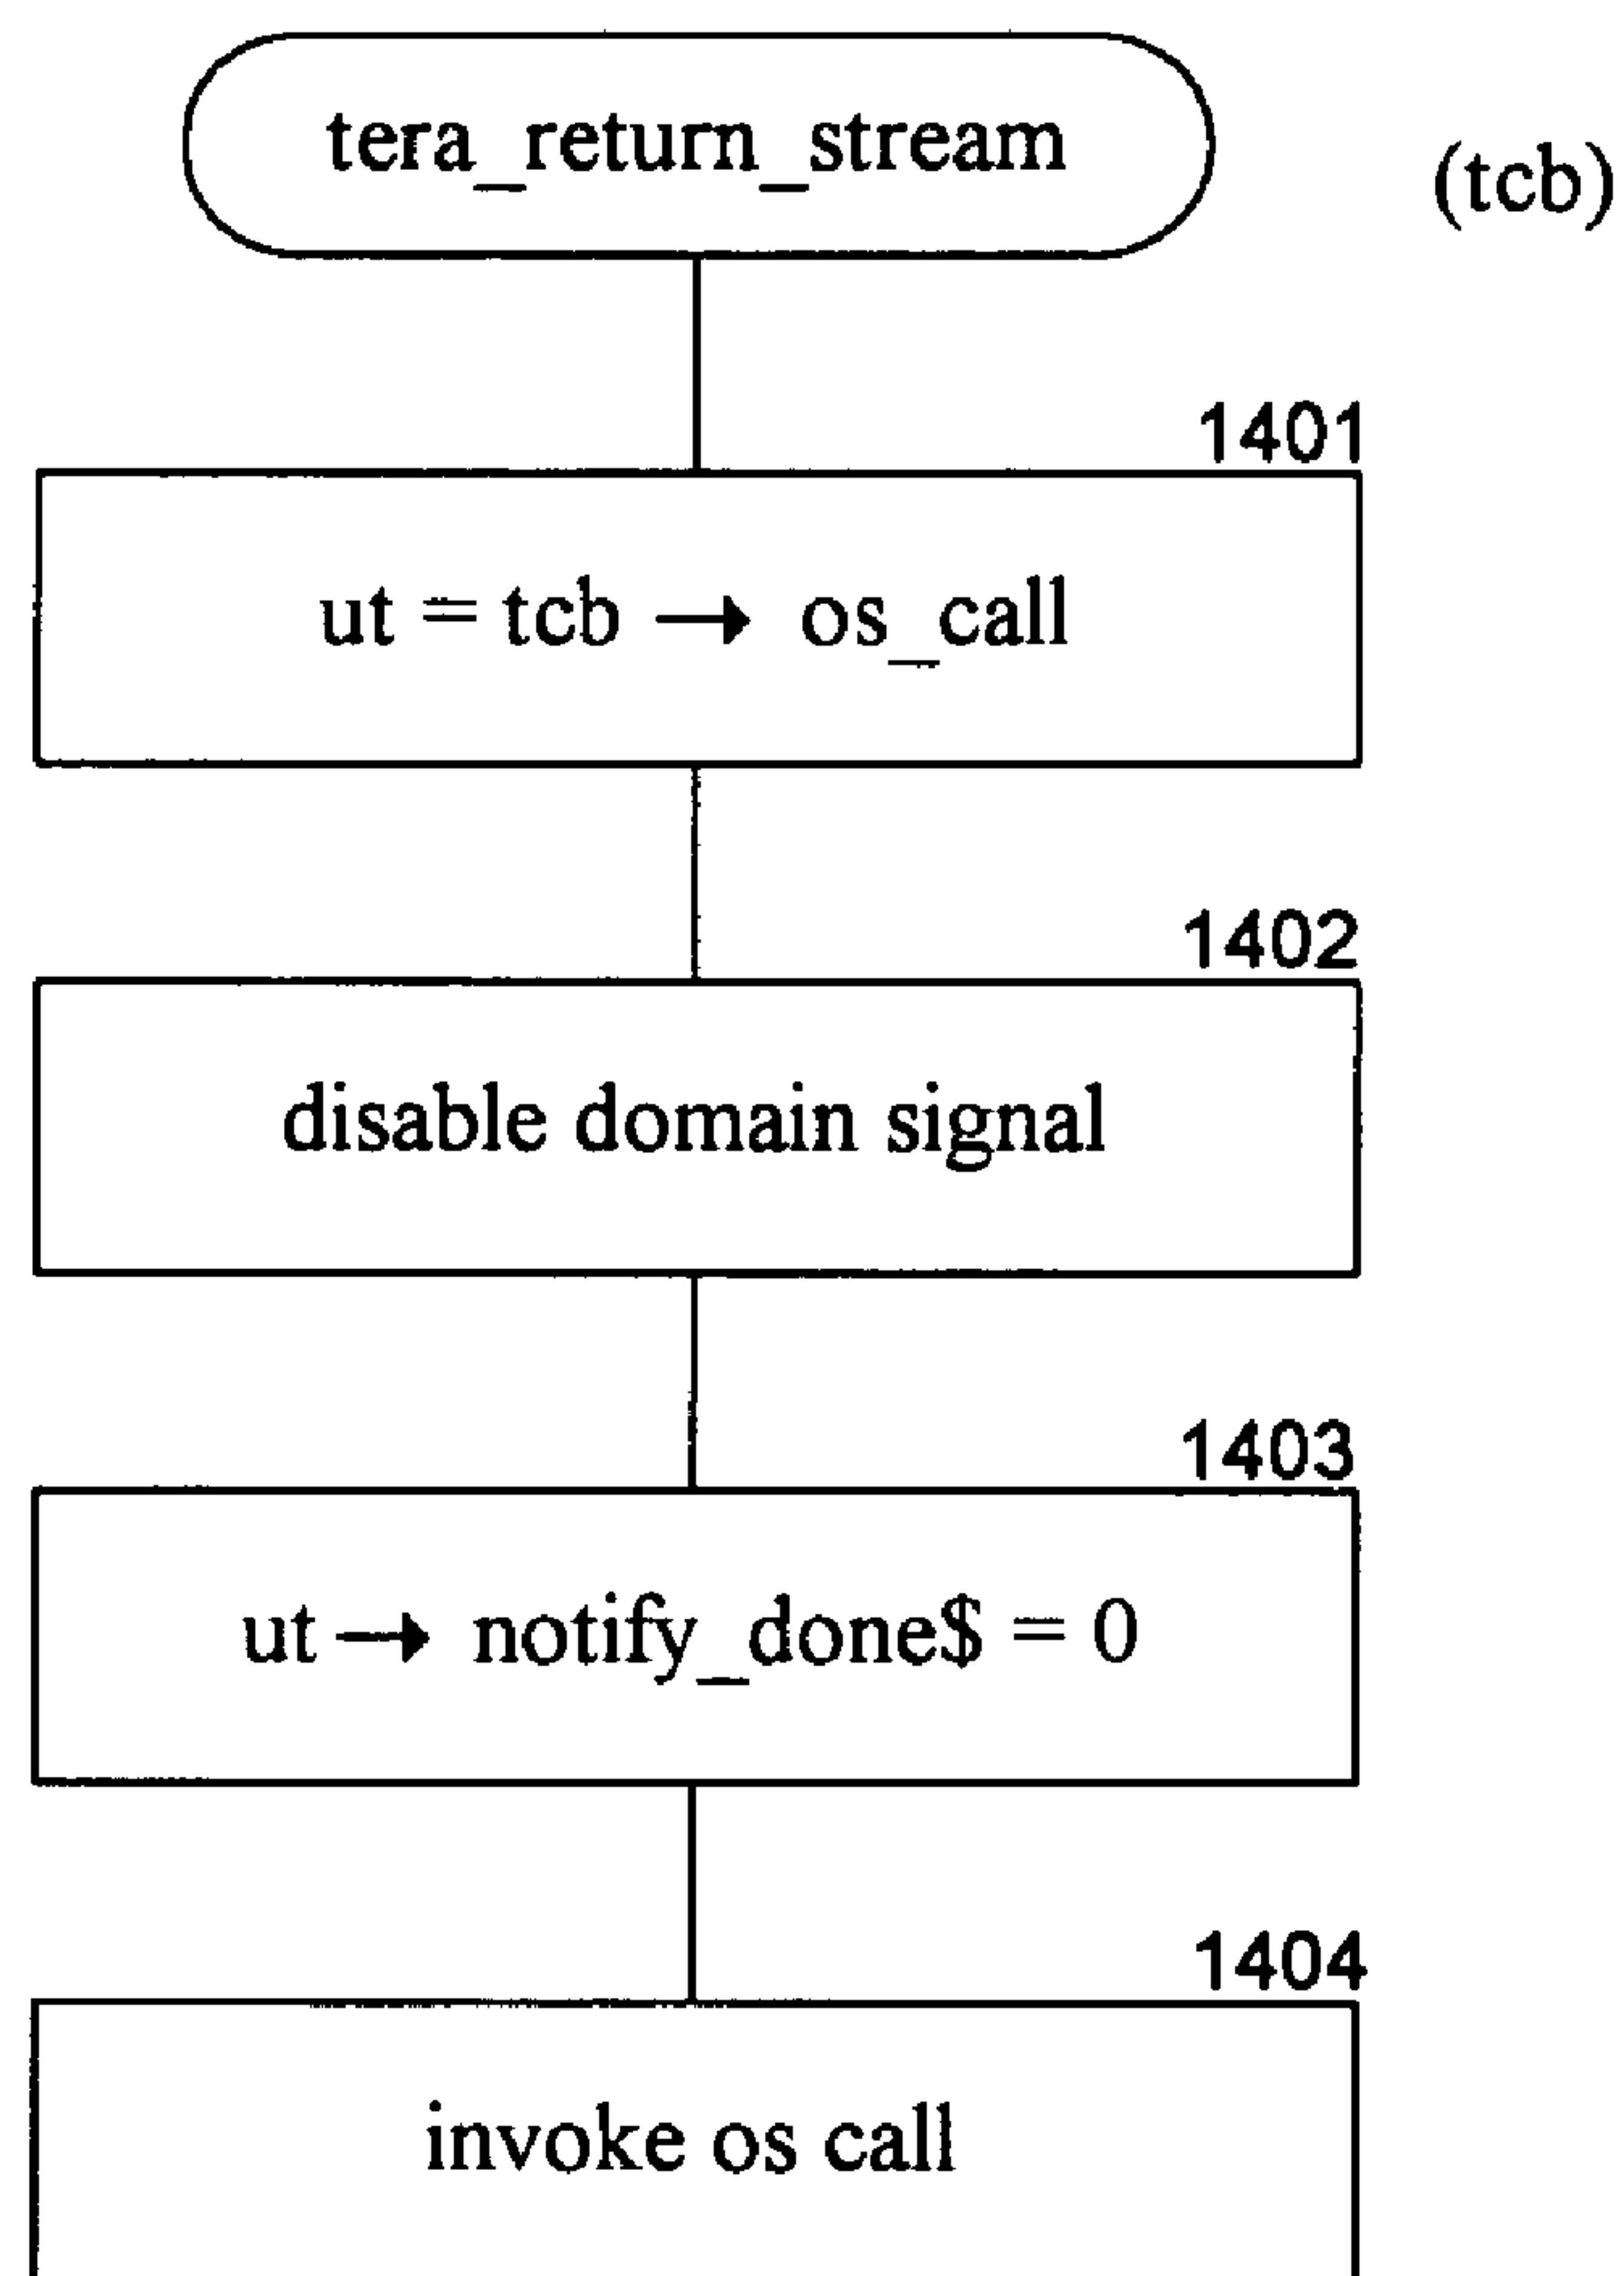 tera_return_stream
(tcb)
1401
ut = tcb → os_call
1402
disable domain signal
1403
ut → notify_done$ = 0
1404
invoke os call